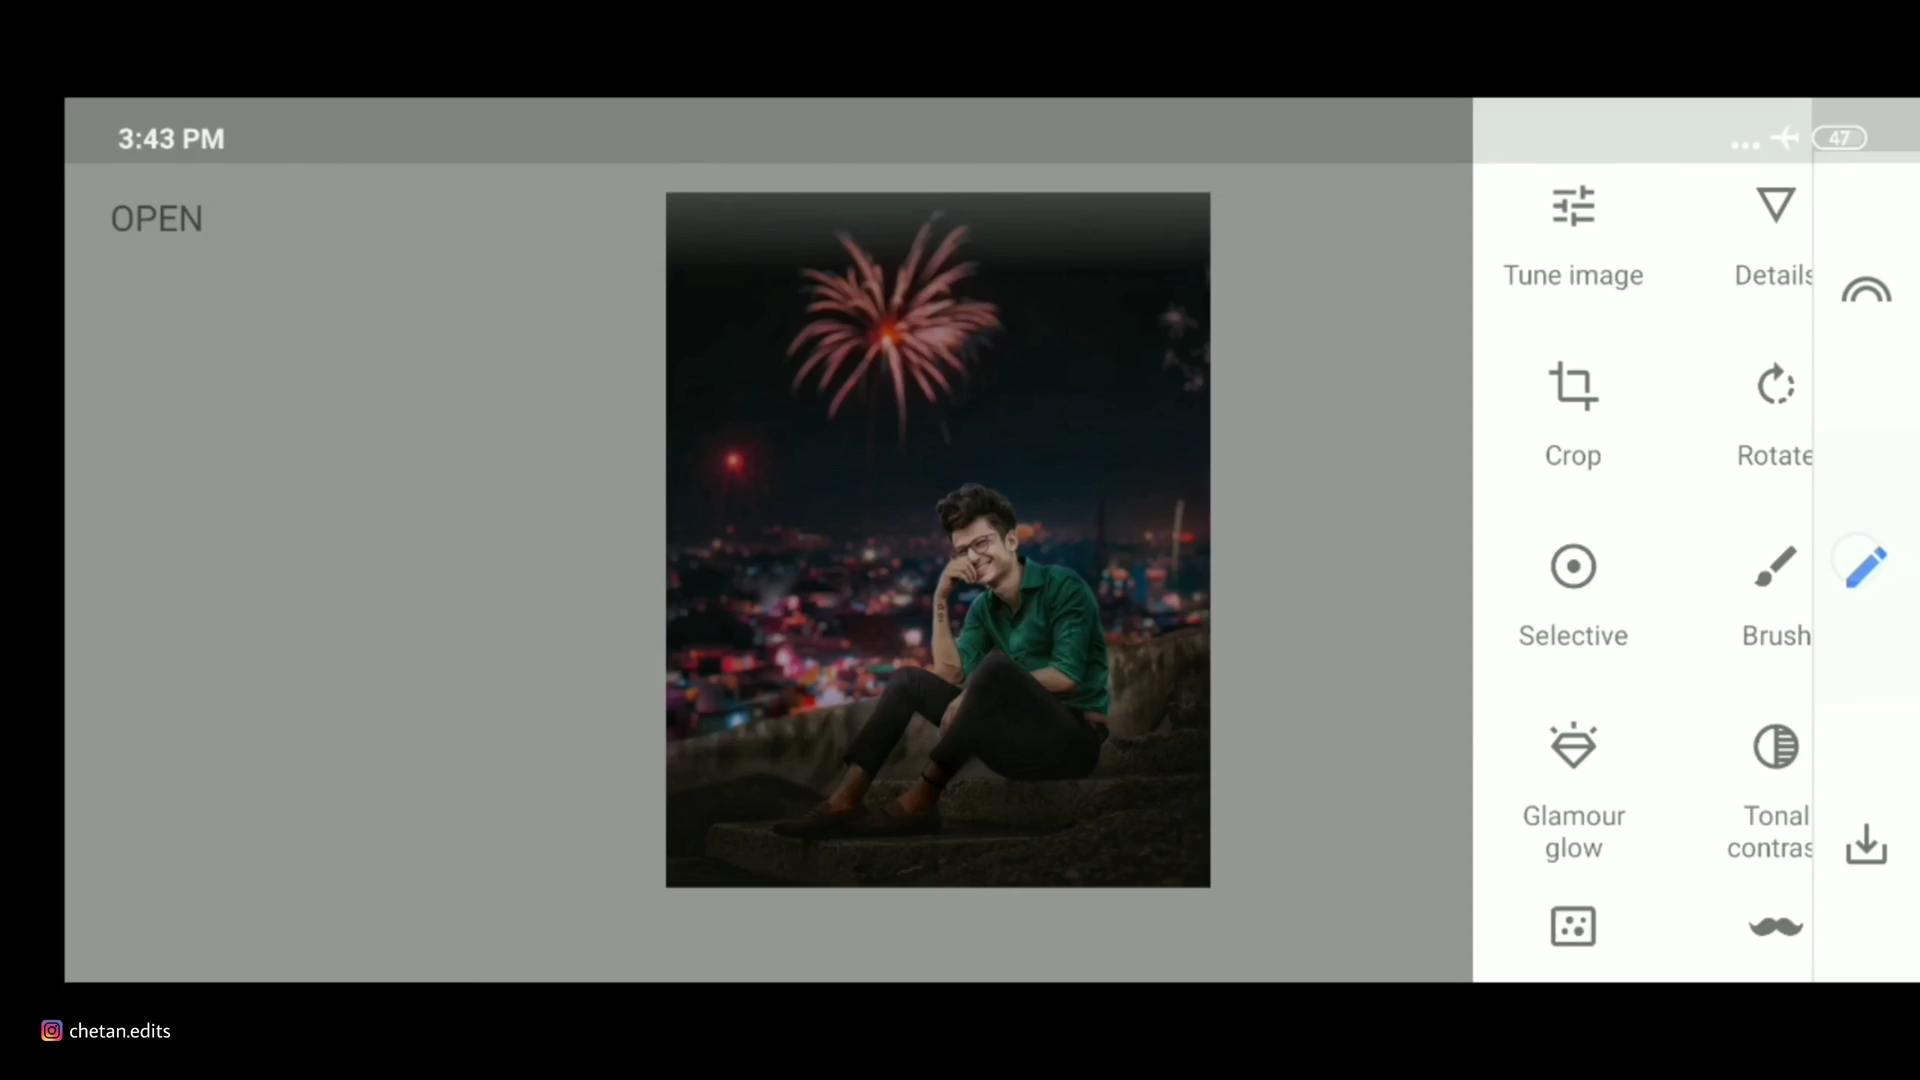 3:43 PM
47
OPEN
Tune image
Details
Crop
Rotate
Selective
Brush
Glamour
glow
Tonal
contras
chetan.edits